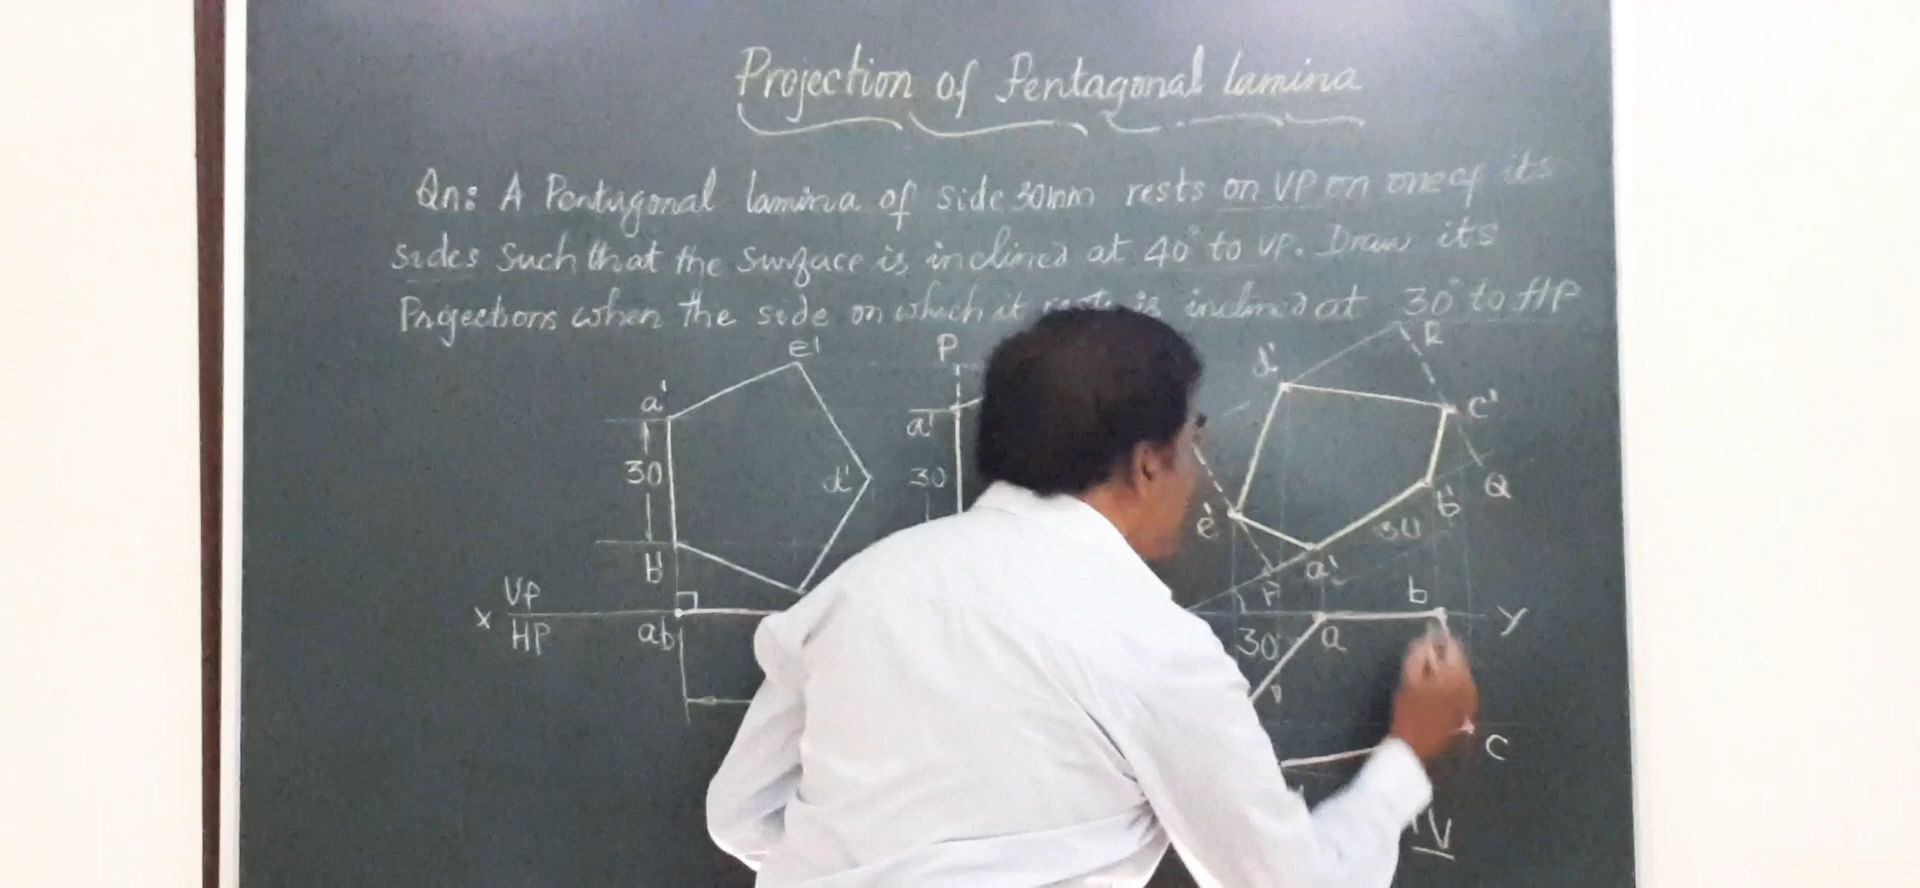 Projection of Pentagonal lamina
Qn: A Pentagonal lamina of side 30mm rests on VP on one of its
sides such that the surface is inclined at 40° to VP. Draw its
Projections when the side on which it rests is inclined at 30° to HP
e'
a'
30
d'
b'
VP
X
HP
ab
P
a'
30
R
d'
c'
Q
b'
30
e'
a'
F
b
Y
30
a
c